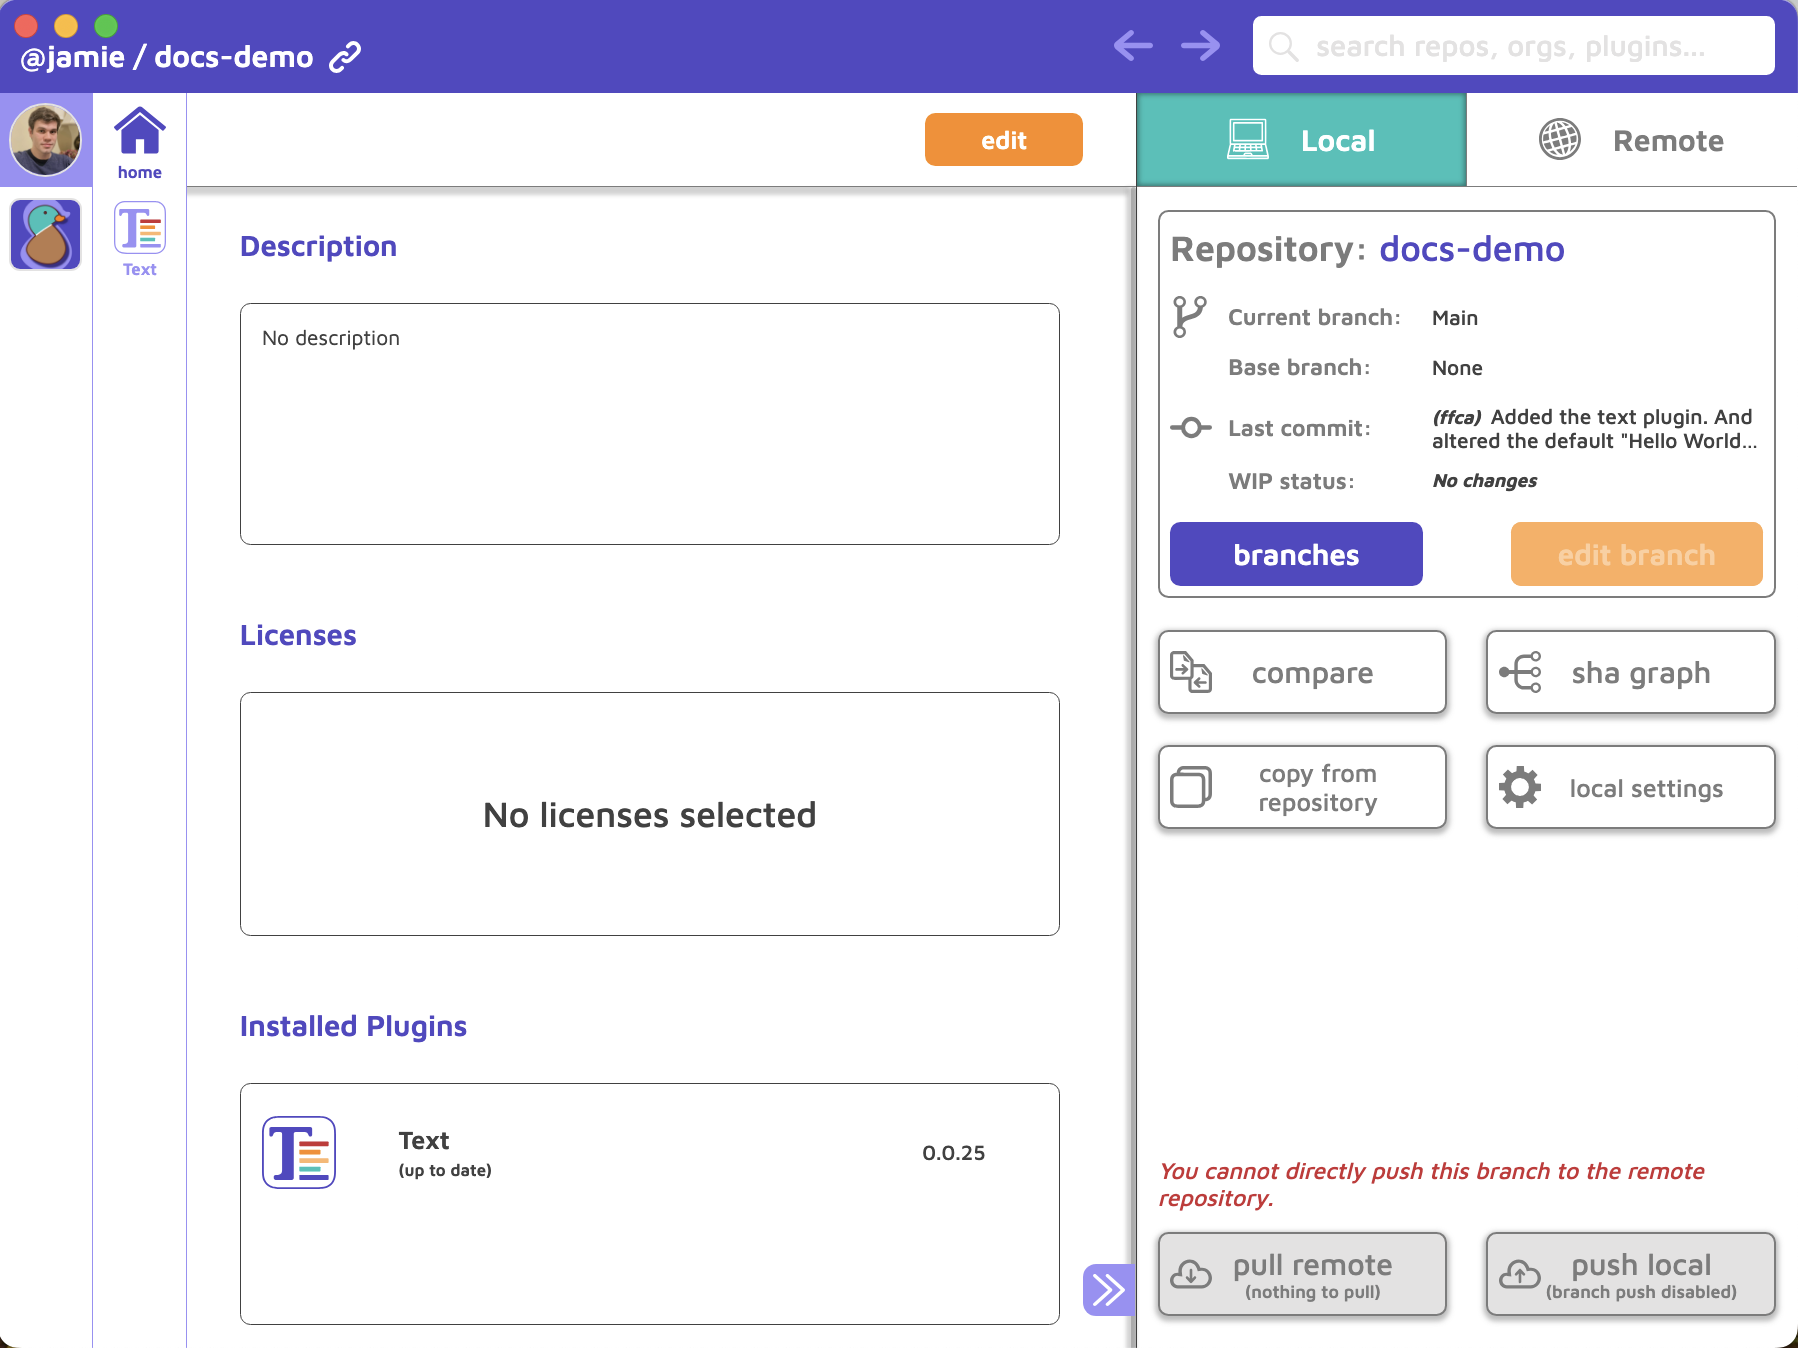 @jamie / docs-demo
search repos, orgs, plugins...
home
Text
edit
Description
No description
Licenses
No licenses selected
Installed Plugins
Text
(up to date)
0.0.25
Local
Remote
Repository: docs-demo
Current branch: Main
Base branch: None
Last commit: (ffca) Added the text plugin. And
altered the default "Hello World...
WIP status: No changes
branches
edit branch
compare
sha graph
copy from
repository
local settings
You cannot directly push this branch to the remote
repository.
pull remote
(nothing to pull)
push local
(branch push disabled)